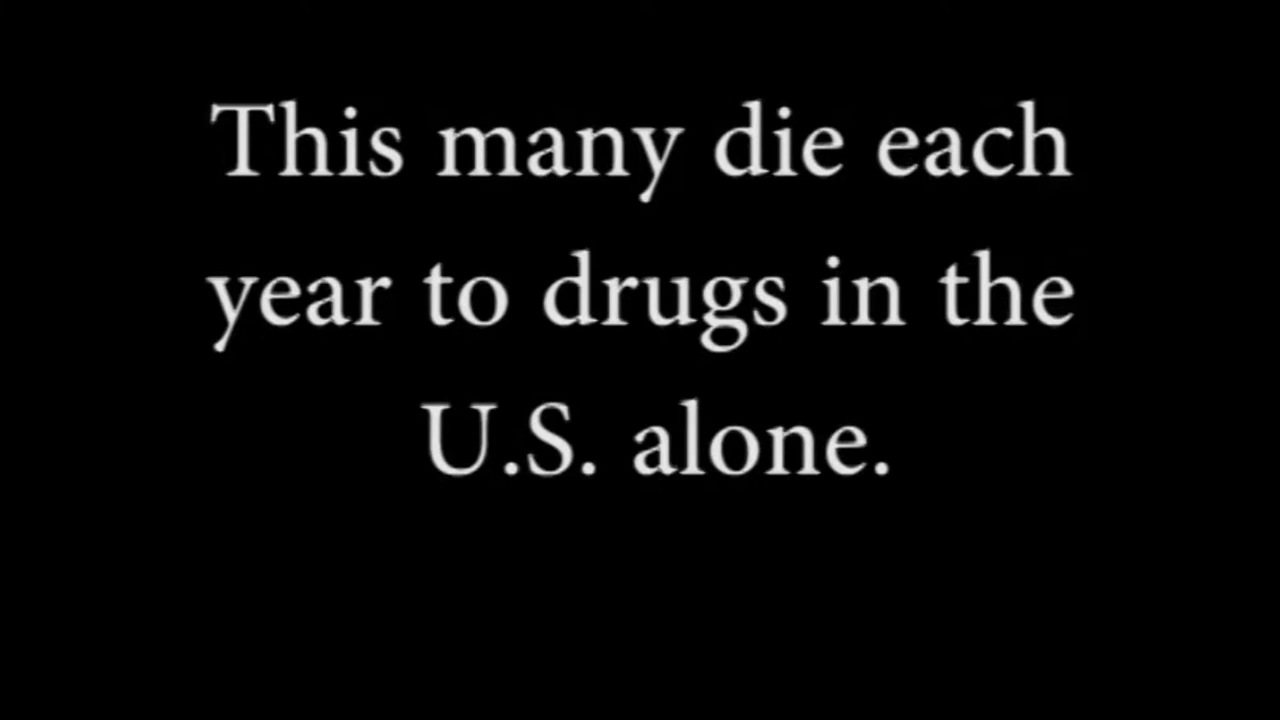 This many die each
year to drugs in the
U.S. alone.